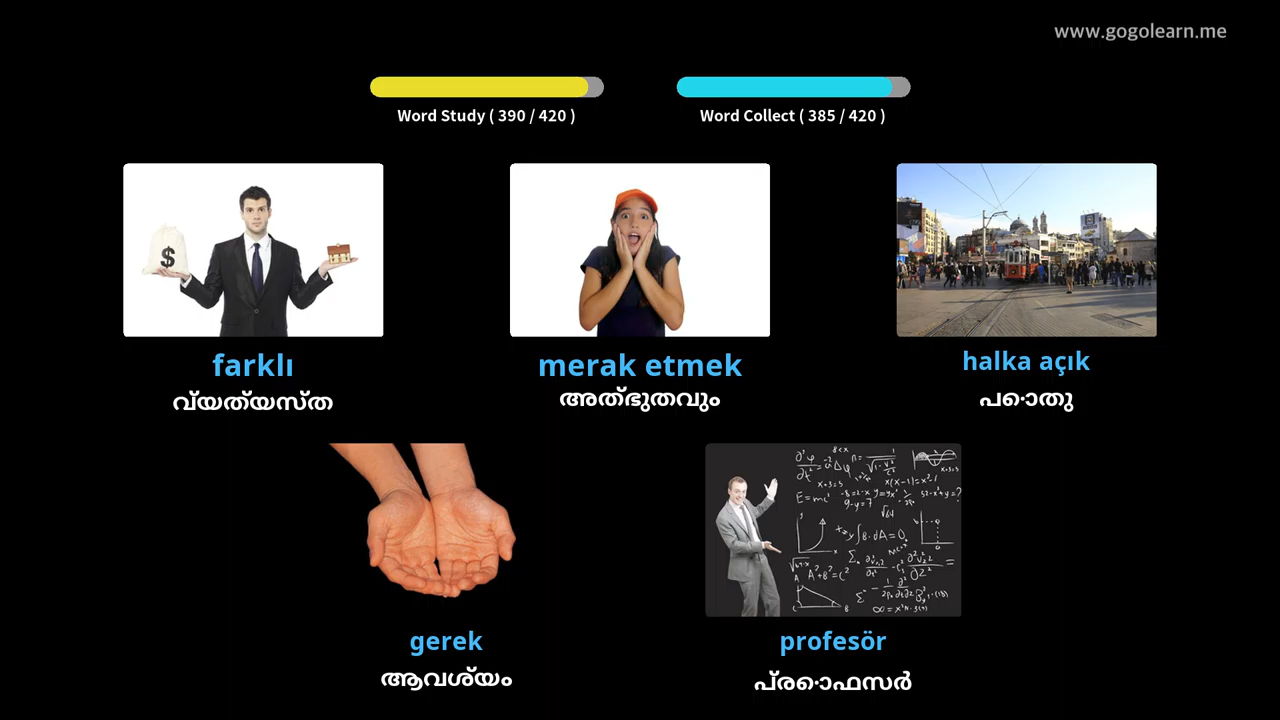 www.gogolearn.me
Word Study ( 390 / 420 )
Word Collect ( 385 / 420 )
farklı
വ്യത്യസ്ത
merak etmek
അത്ഭുതവും
halka açık
പൊതു
gerek
ആവശ്യം
profesör
പ്രൊഫസർ